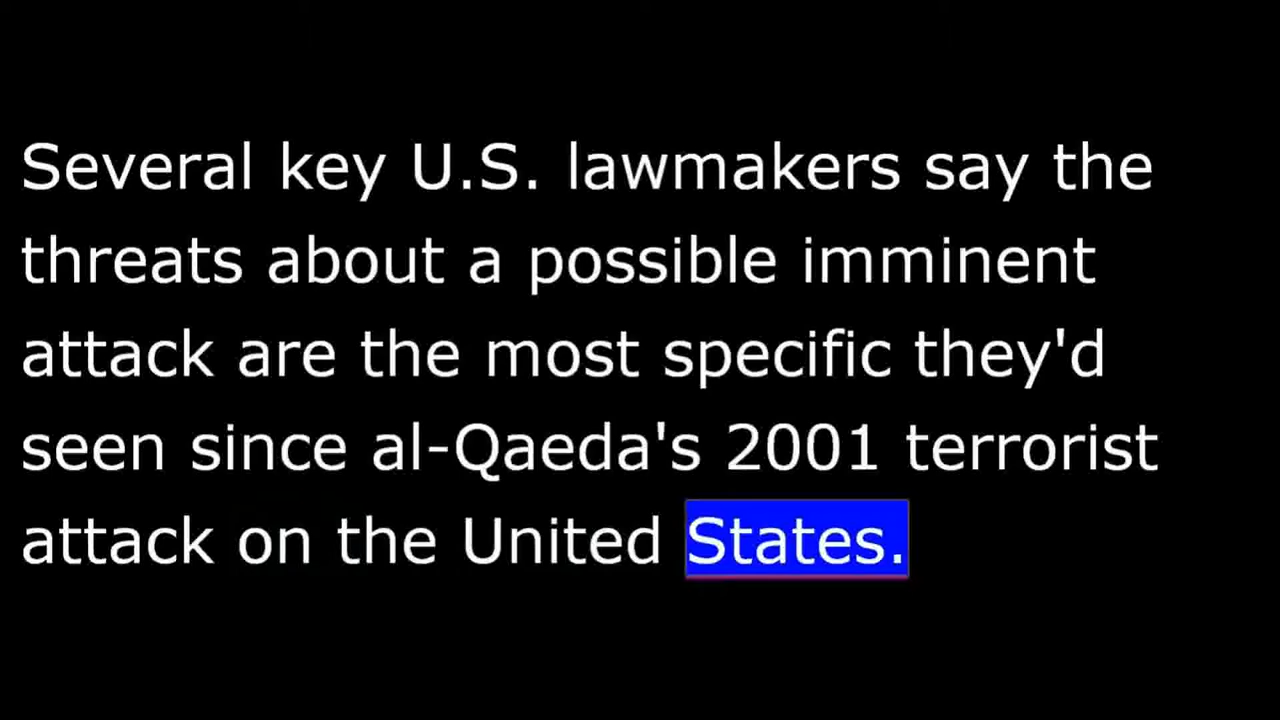 Several key U.S. lawmakers say the
threats about a possible imminent
attack are the most specific they'd
seen since al-Qaeda's 2001 terrorist
attack on the United States.